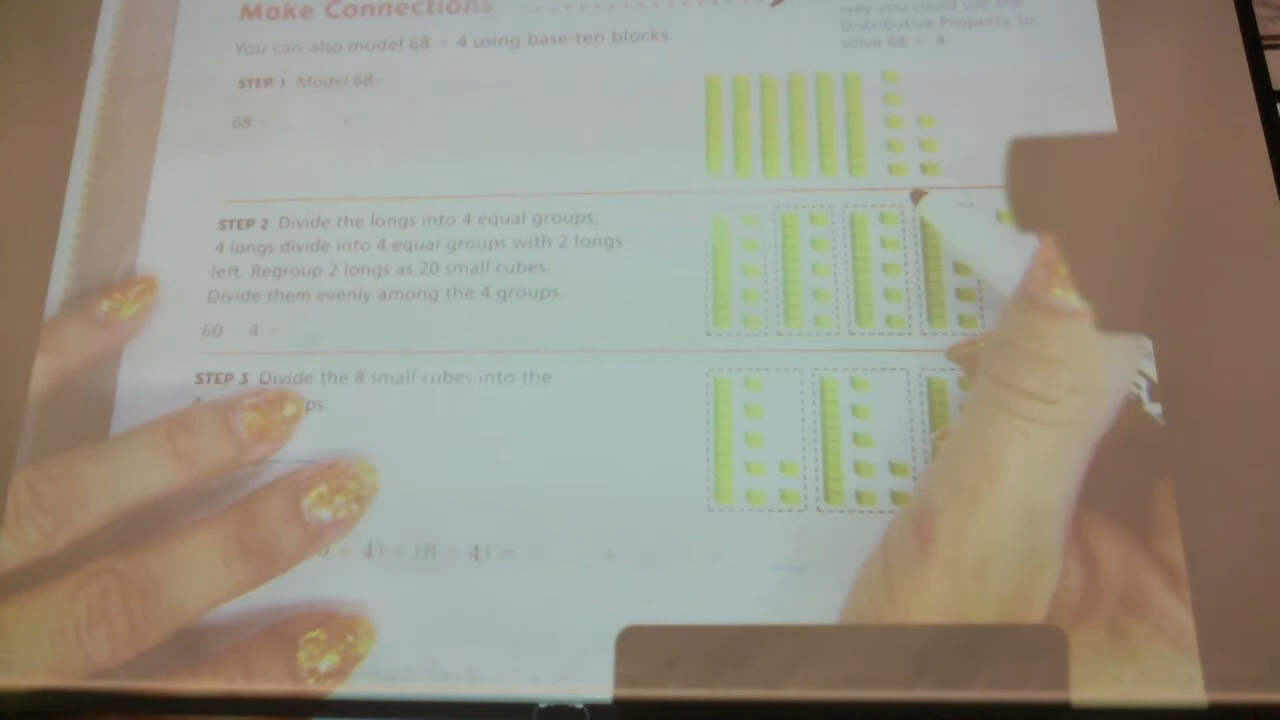 Make Connections
way you could use the
Distributive Property to
solve 68 ÷ 4
You can also model 68 ÷ 4 using base-ten blocks
STEP 1 Model 68.
68
STEP 2 Divide the longs into 4 equal groups.
4 longs divide into 4 equal groups with 2 longs
left. Regroup 2 longs as 20 small cubes
Divide them evenly among the 4 groups
60 4
STEP 3 Divide the 8 small cubes into the
ps.
4) + (8 4) =